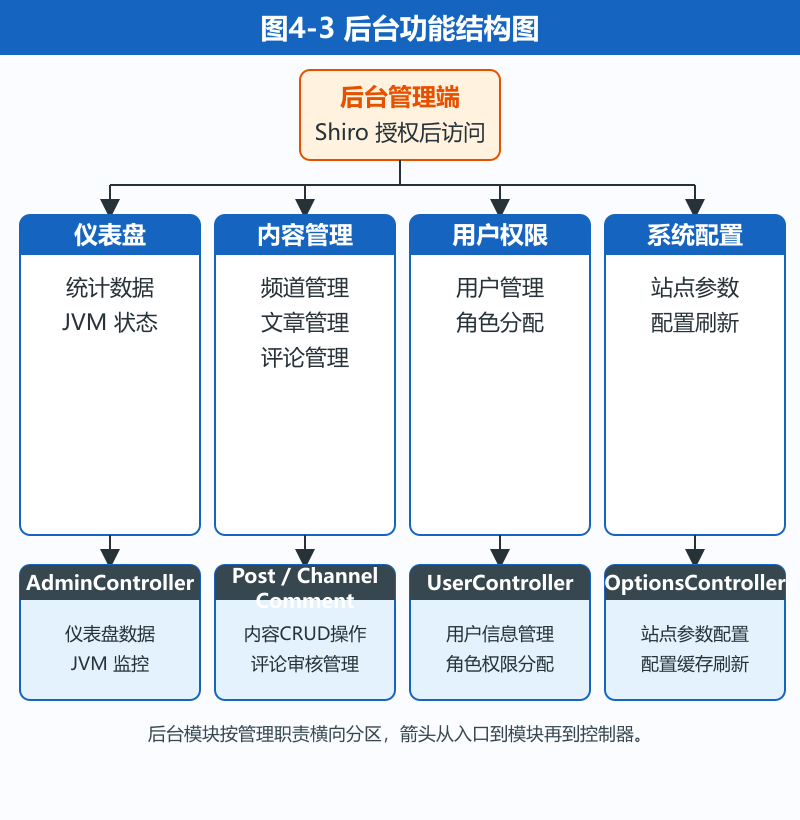 图4-3 后台功能结构图
后台管理端
Shiro 授权后访问
仪表盘
统计数据
JVM 状态
内容管理
频道管理
文章管理
评论管理
用户权限
用户管理
角色分配
系统配置
站点参数
配置刷新
AdminController
仪表盘数据
JVM 监控
Post / Channel
Comment
内容CRUD操作
评论审核管理
UserController
用户信息管理
角色权限分配
OptionsController
站点参数配置
配置缓存刷新
后台模块按管理职责横向分区，箭头从入口到模块再到控制器。